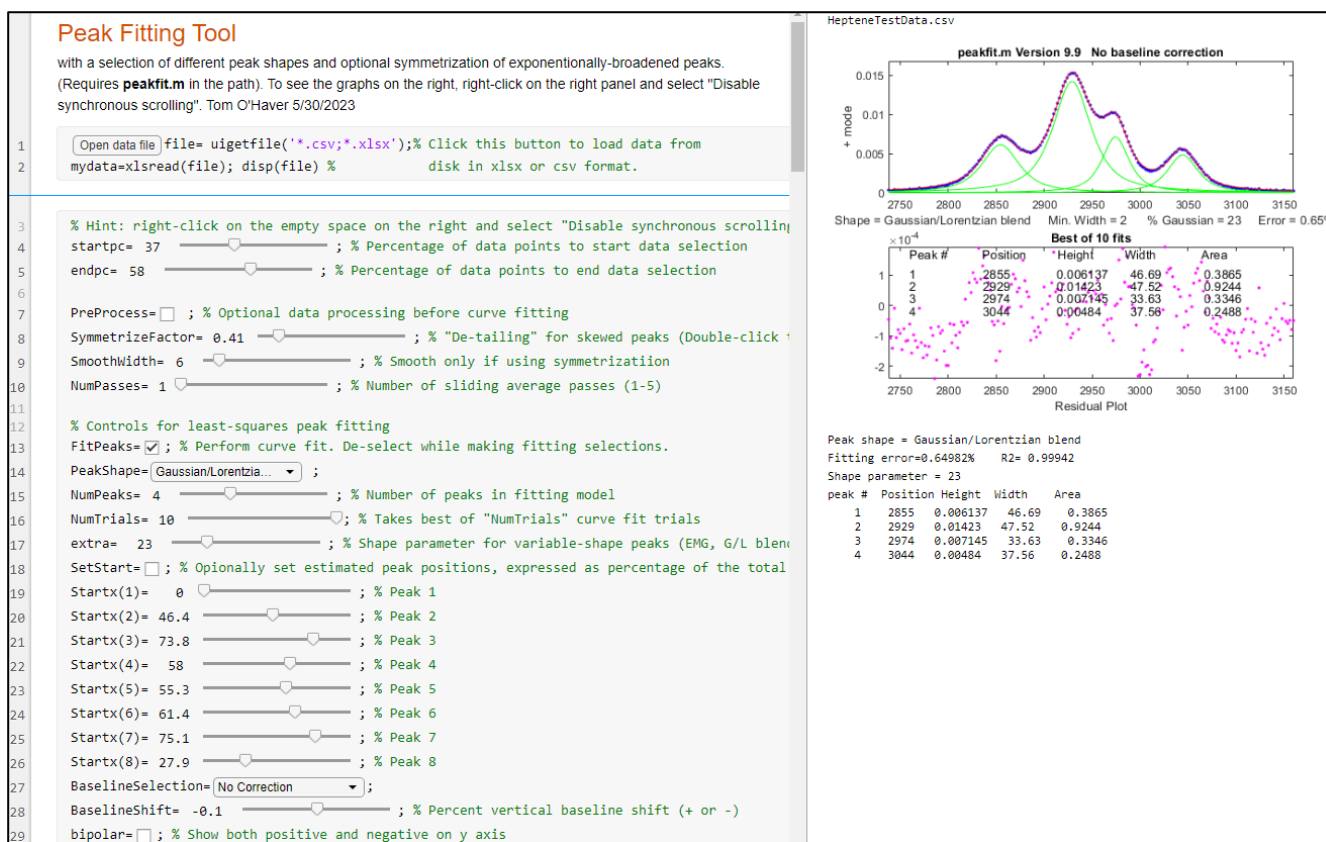 Peak Fitting Tool
with a selection of different peak shapes and optional symmetrization of exponentially-broadened peaks.
(Requires peakfit.m in the path). To see the graphs on the right, right-click on the right panel and select "Disable
synchronous scrolling". Tom O'Haver 5/30/2023
1 Open data file file= uigetfile('*.csv;*.xlsx');% Click this button to load data from
2 mydata=xlsread(file); disp(file) % disk in xlsx or csv format.
3 % Hint: right-click on the empty space on the right and select "Disable synchronous scrolling
4 startpc= 37 ; % Percentage of data points to start data selection
5 endpc= 58 ; % Percentage of data points to end data selection
6
7 PreProcess= ; % Optional data processing before curve fitting
8 SymmetrizeFactor= 0.41 ; % "De-tailing" for skewed peaks (Double-click
9 SmoothWidth= 6 ; % Smooth only if using symmetrizatiion
10 NumPasses= 1 ; % Number of sliding average passes (1-5)
11
12 % Controls for least-squares peak fitting
13 FitPeaks= ; % Perform curve fit. De-select while making fitting selections.
14 PeakShape= Gaussian/Lorentzia... ;
15 NumPeaks= 4 ; % Number of peaks in fitting model
16 NumTrials= 10 ; % Takes best of "NumTrials" curve fit trials
17 extra= 23 ; % Shape parameter for variable-shape peaks (EMG, G/L blend
18 SetStart= ; % Opionally set estimated peak positions, expressed as percentage of the total
19 Startx(1)= 0 ; % Peak 1
20 Startx(2)= 46.4 ; % Peak 2
21 Startx(3)= 73.8 ; % Peak 3
22 Startx(4)= 58 ; % Peak 4
23 Startx(5)= 55.3 ; % Peak 5
24 Startx(6)= 61.4 ; % Peak 6
25 Startx(7)= 75.1 ; % Peak 7
26 Startx(8)= 27.9 ; % Peak 8
27 BaselineSelection= No Correction ;
28 BaselineShift= -0.1 ; % Percent vertical baseline shift (+ or -)
29 bipolar= ; % Show both positive and negative on y axis
HepteneTestData.csv
peakfit.m Version 9.9 No baseline correction
+ mode
0.015
0.01
0.005
0
2750 2800 2850 2900 2950 3000 3050 3100 3150
Shape = Gaussian/Lorentzian blend Min. Width = 2 % Gaussian = 23 Error = 0.65%
Best of 10 fits
×10-4
Peak # Position Height Width Area
1 2855 0.006137 46.69 0.3865
2 2929 0.01423 47.52 0.9244
3 2974 0.007145 33.63 0.3346
4 3044 0.00484 37.56 0.2488
1
0
-1
-2
2750 2800 2850 2900 2950 3000 3050 3100 3150
Residual Plot
Peak shape = Gaussian/Lorentzian blend
Fitting error=0.64982% R2= 0.99942
Shape parameter = 23
peak # Position Height Width Area
1 2855 0.006137 46.69 0.3865
2 2929 0.01423 47.52 0.9244
3 2974 0.007145 33.63 0.3346
4 3044 0.00484 37.56 0.2488